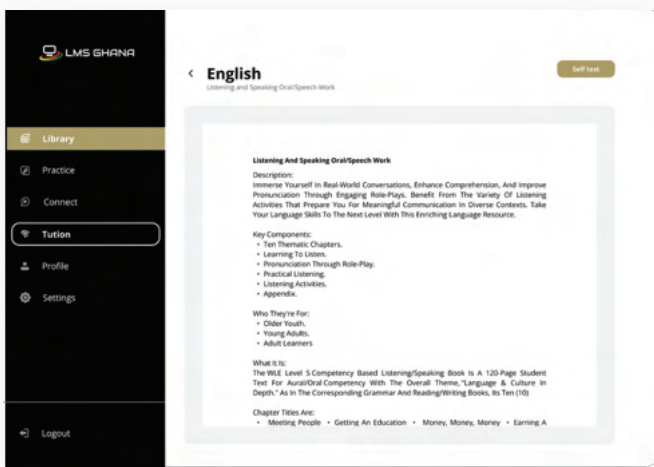 LMS GHANA
Library
Practice
Connect
Tution
Profile
Settings
Logout
English
Listening and Speaking Oral/Speech Work
Self test
Listening And Speaking Oral/Speech Work
Description:
Immerse Yourself In Real-World Conversations, Enhance Comprehension, And Improve
Pronunciation Through Engaging Role-Plays. Benefit From The Variety Of Listening
Activities That Prepare You For Meaningful Communication In Diverse Contexts. Take
Your Language Skills To The Next Level With This Enriching Language Resource.
Key Components:
• Ten Thematic Chapters.
• Learning To Listen.
• Pronunciation Through Role-Play.
• Practical Listening.
• Listening Activities.
• Appendix.
Who They're For:
• Older Youth.
• Young Adults.
• Adult Learners
What It Is:
The WLE Level 5 Competency Based Listening/Speaking Book Is A 120-Page Student
Text For Aural/Oral Competency With The Overall Theme, "Language & Culture In
Depth." As In The Corresponding Grammar And Reading/Writing Books, Its Ten (10)
Chapter Titles Are:
• Meeting People • Getting An Education • Money, Money, Money • Earning A